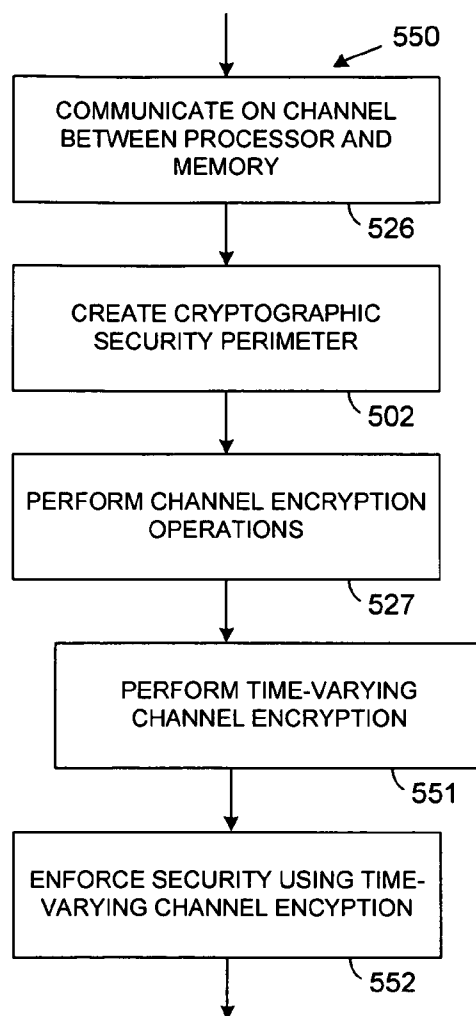 550
COMMUNICATE ON CHANNEL
BETWEEN PROCESSOR AND
MEMORY
526
CREATE CRYPTOGRAPHIC
SECURITY PERIMETER
502
PERFORM CHANNEL ENCRYPTION
OPERATIONS
527
PERFORM TIME-VARYING
CHANNEL ENCRYPTION
551
ENFORCE SECURITY USING TIME-
VARYING CHANNEL ENCYPTION
552